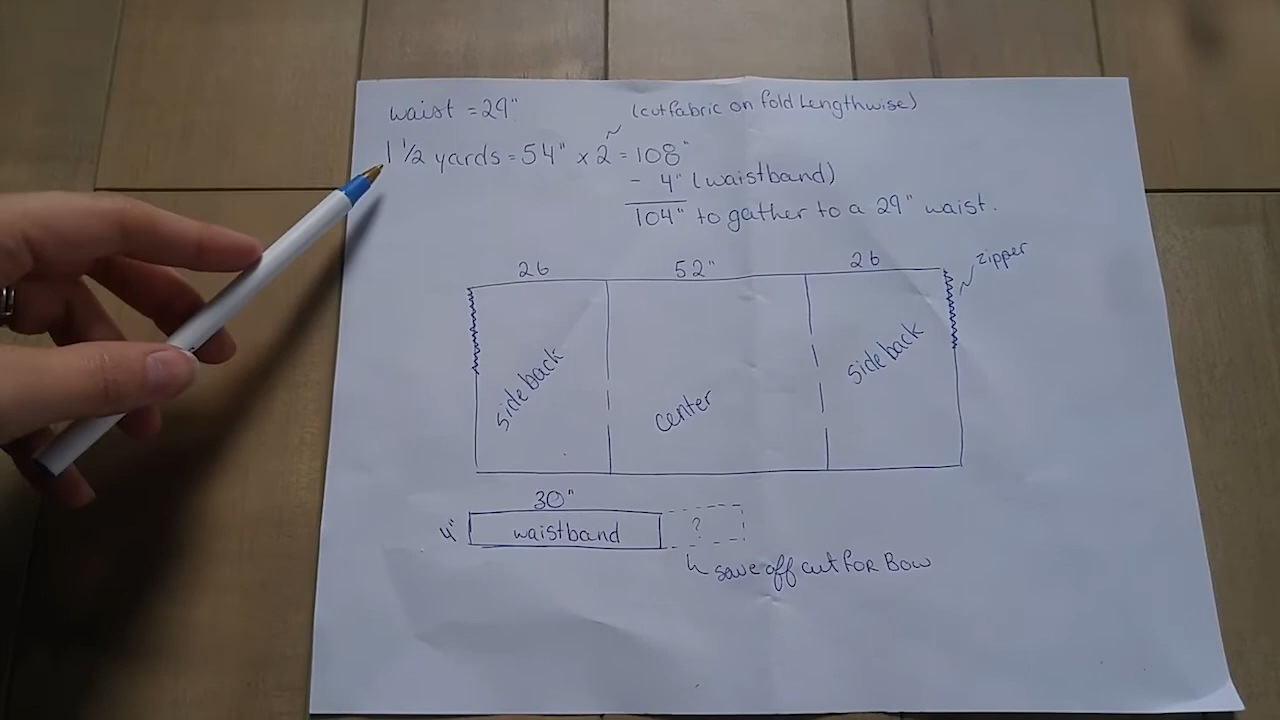 waist = 29"
(cut fabric on fold Lengthwise)
1 1/2 yards = 54" x 2 = 108"
- 4" (waistband)
104" to gather to a 29" waist.
26 52" 26
zipper
side back
center
side back
30"
4"
waistband
?
save off cut for Bow